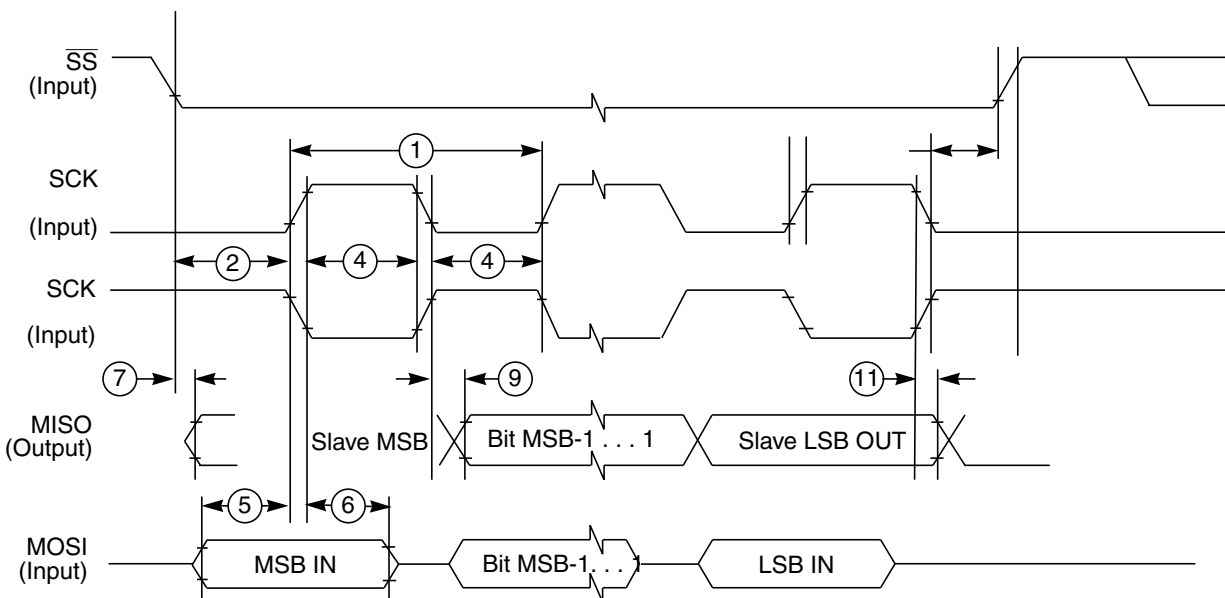 SS
(Input)
1
SCK
(Input)
2
4
4
SCK
(Input)
7
9
11
MISO
(Output)
Slave MSB
Bit MSB-1 . . . 1
Slave LSB OUT
5
6
MOSI
(Input)
MSB IN
Bit MSB-1. . . 1
LSB IN